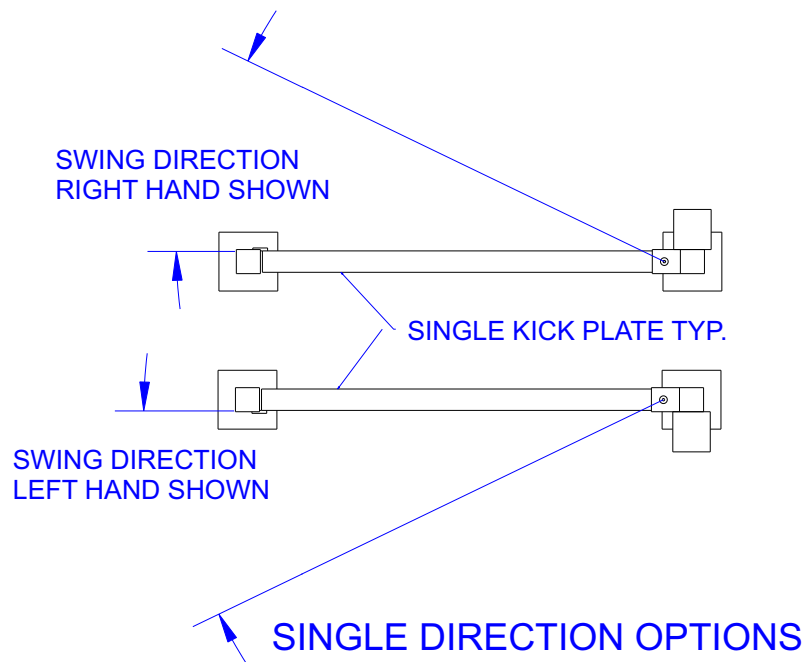 SWING DIRECTION
RIGHT HAND SHOWN
SINGLE KICK PLATE TYP.
SWING DIRECTION
LEFT HAND SHOWN
SINGLE DIRECTION OPTIONS